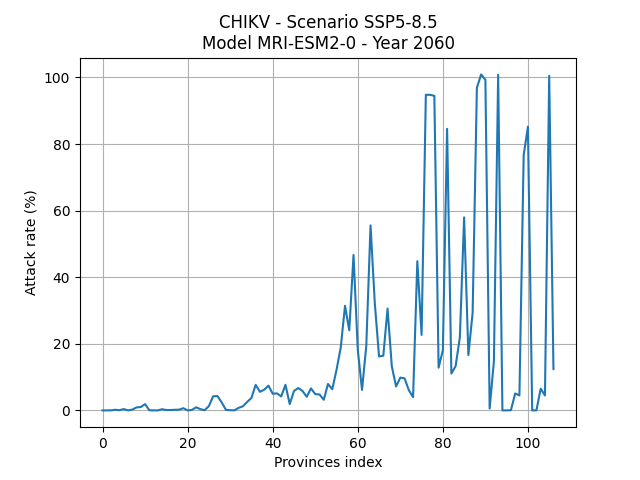 CHIKV - Scenario SSP5-8.5
Model MRI-ESM2-0 - Year 2060
Attack rate (%)
100
80
60
40
20
0
0 20 40 60 80 100
Provinces index